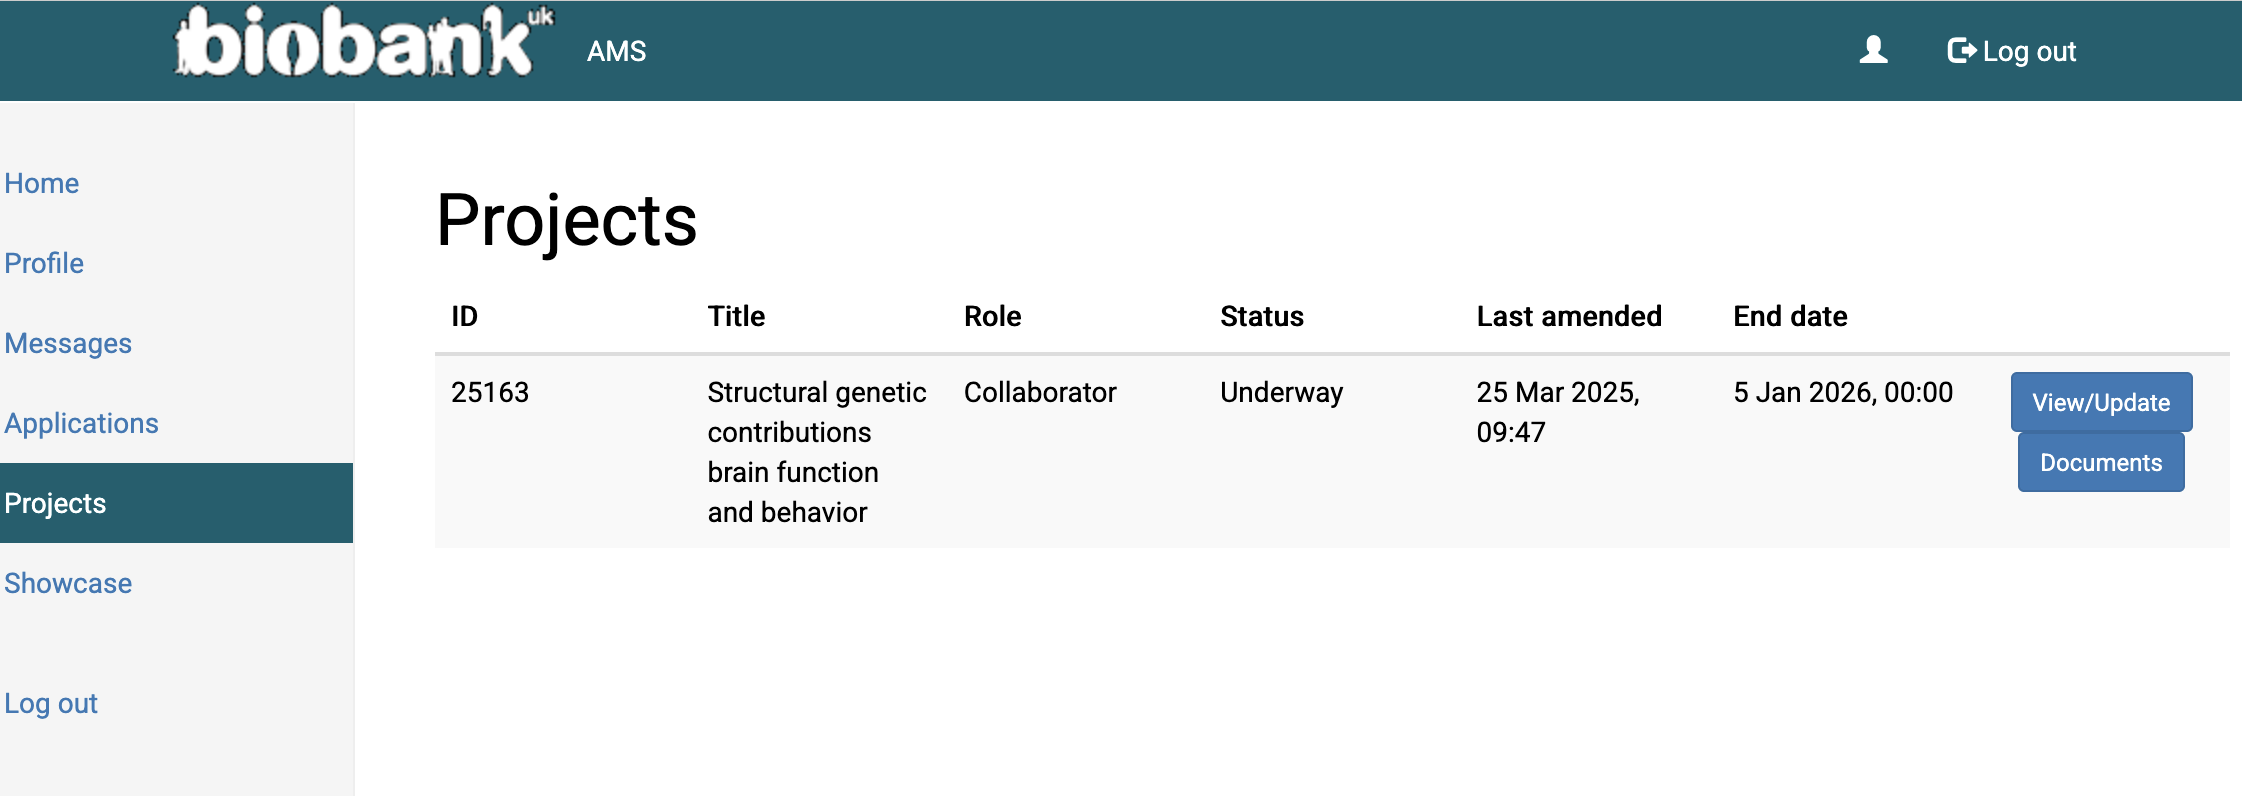 biobank uk
AMS
Log out
Home
Profile
Messages
Applications
Projects
Showcase
Log out
Projects
ID Title Role Status Last amended End date
25163 Structural genetic Collaborator Underway 25 Mar 2025, 5 Jan 2026, 00:00 View/Update
contributions 09:47
brain function Documents
and behavior